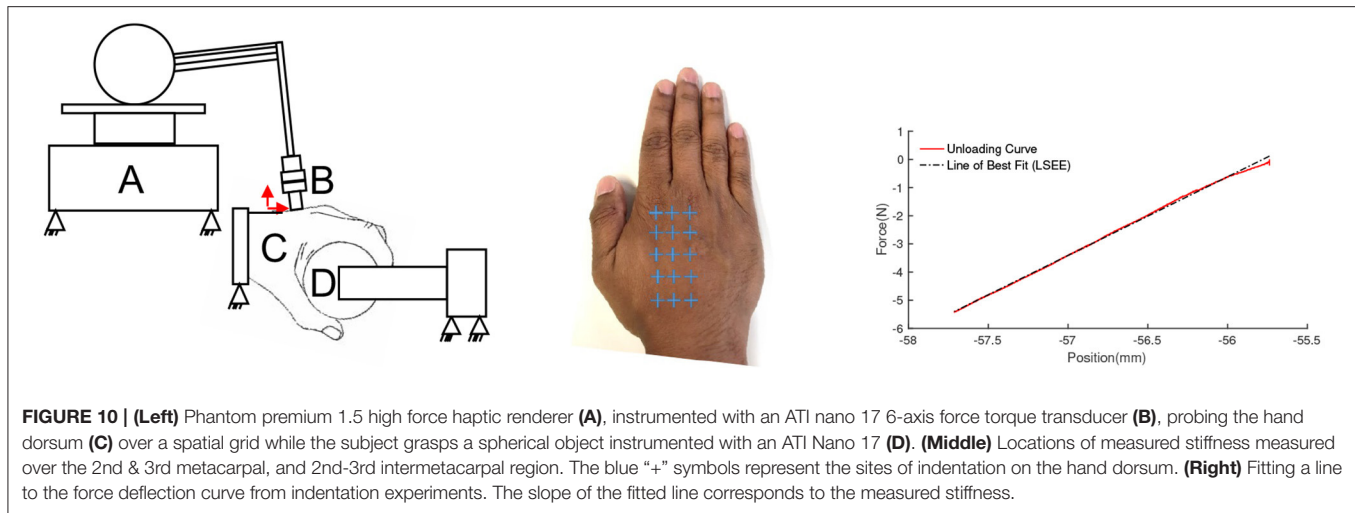 A
B
C
D
1
0
-1
-2
-3
-4
-5
-6
Force(N)
Unloading Curve
Line of Best Fit (LSEE)
-58
-57.5
-57
-56.5
-56
-55.5
Position(mm)
FIGURE 10 | (Left) Phantom premium 1.5 high force haptic renderer (A), instrumented with an ATI nano 17 6-axis force torque transducer (B), probing the hand
dorsum (C) over a spatial grid while the subject grasps a spherical object instrumented with an ATI Nano 17 (D). (Middle) Locations of measured stiffness measured
over the 2nd & 3rd metacarpal, and 2nd-3rd intermetacarpal region. The blue “+” symbols represent the sites of indentation on the hand dorsum. (Right) Fitting a line
to the force deflection curve from indentation experiments. The slope of the fitted line corresponds to the measured stiffness.